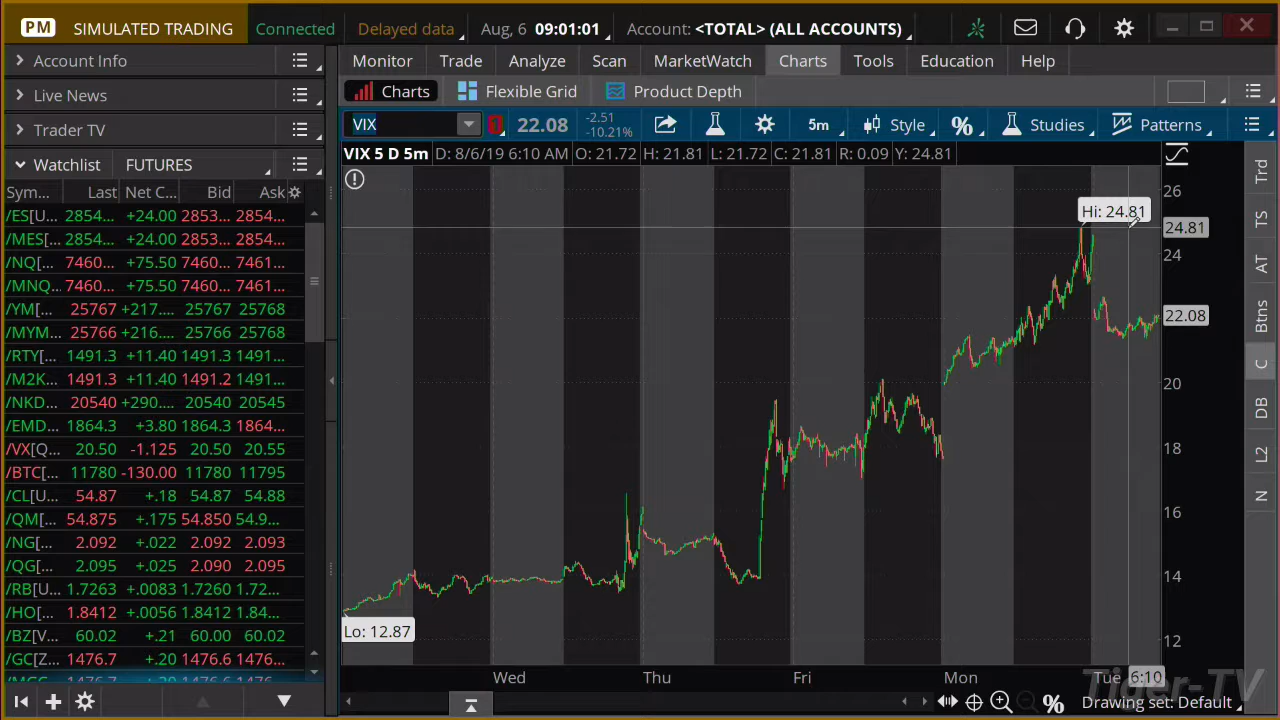 PM SIMULATED TRADING Connected Delayed data Aug, 6 09:01:01 Account: <TOTAL> (ALL ACCOUNTS)
Account Info
Live News
Trader TV
Watchlist FUTURES
Sym... Last Net C... Bid Ask
/ES[U... 2854... +24.00 2853... 2854...
/MES[... 2854... +24.00 2853... 2854...
/NQ[... 7460... +75.50 2853... 7460...
/MNQ... 7460... +75.50 7460... 7460...
/YM[... 25767 +217.... 25767 25768
/MYM... 25766 +216.... 25766 25768
/RTY[... 1491.3 +11.40 1491... 1491...
/M2K... 1491.3 +11.40 1491.2 1491...
/NKD... 20540 +290.... 20540 20545
/EMD... 1864.3 +3.80 1864.3 1864...
/VX[Q... 20.50 -1.125 20.50 20.55
/BTC[... 11780 -130.00 11780 11795
/CL[U... 54.87 +.18 54.87 54.88
/QM[... 54.875 +.175 54.850 54.9...
/NG[... 2.092 +.022 2.092 2.093
/QG[... 2.095 +.025 2.090 2.095
/RB[U... 1.7263 +.0083 1.7260 1.72...
/HO[... 1.8412 +.0056 1.8412 1.84...
/BZ[V... 60.02 +.21 60.00 60.02
/GC[Z... 1476.7 +.20 1476.6 1476...
Monitor Trade Analyze Scan MarketWatch Charts Tools Education Help
Charts Flexible Grid Product Depth
VIX 22.08 -2.51 -10.21% 5m Style % Studies Patterns
VIX 5 D 5m D: 8/6/19 6:10 AM O: 21.72 H: 21.81 L: 21.72 C: 21.81 R: 0.09 Y: 24.81
26
Hi: 24.81
24.81
24
22.08
20
18
16
14
Lo: 12.87
12
Wed Thu Fri Mon Tue 6:10
Tiger-TV
% Drawing set: Default
Trd
TS
AT
Btns
C
DB
L2
N